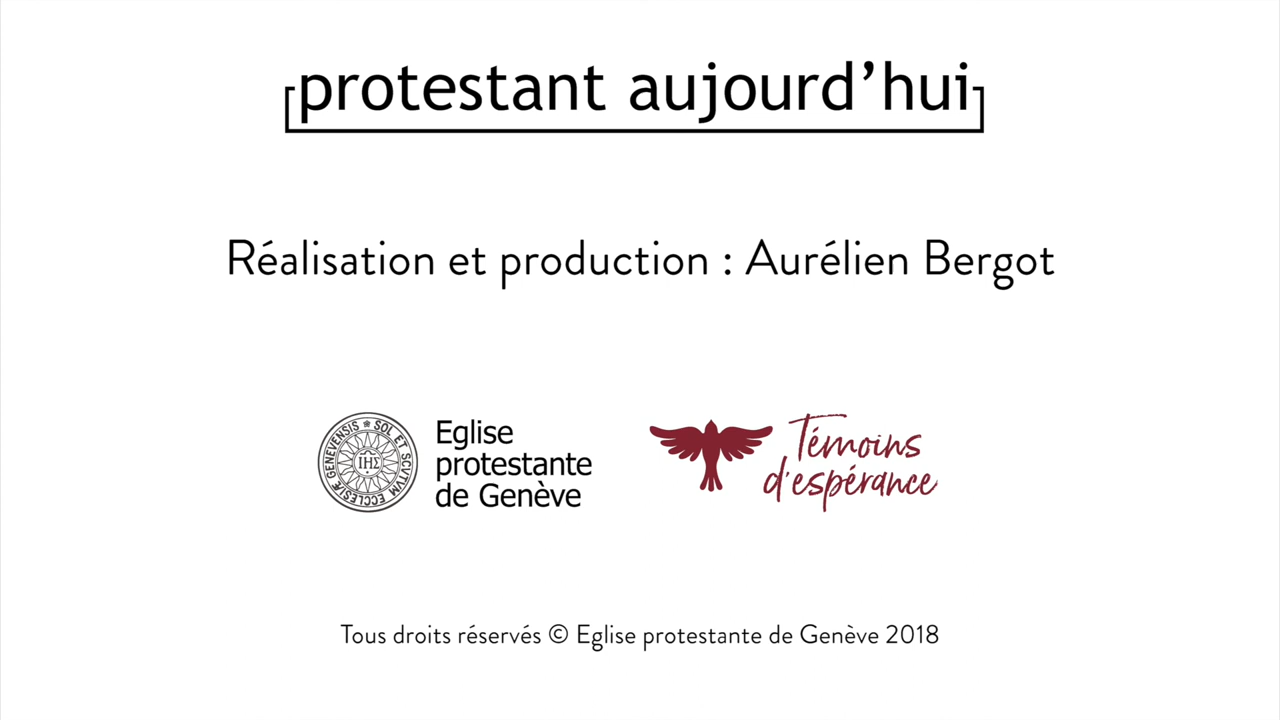 protestant aujourd’hui
Réalisation et production : Aurélien Bergot
GENEVENSIS * SOL ET SCVTVM ECCLESIÆ
IHΣ
Eglise
protestante
de Genève
Témoins
d'espérance
Tous droits réservés © Eglise protestante de Genève 2018